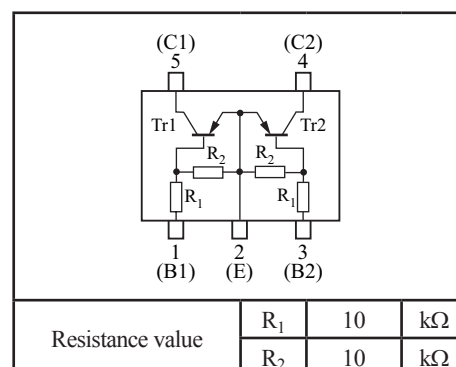 (C1) (C2)
5 4
Tr1 Tr2
R2 R2
R1 R1
1 2 3
(B1) (E) (B2)
Resistance value R1 10 kΩ
R2 10 kΩ